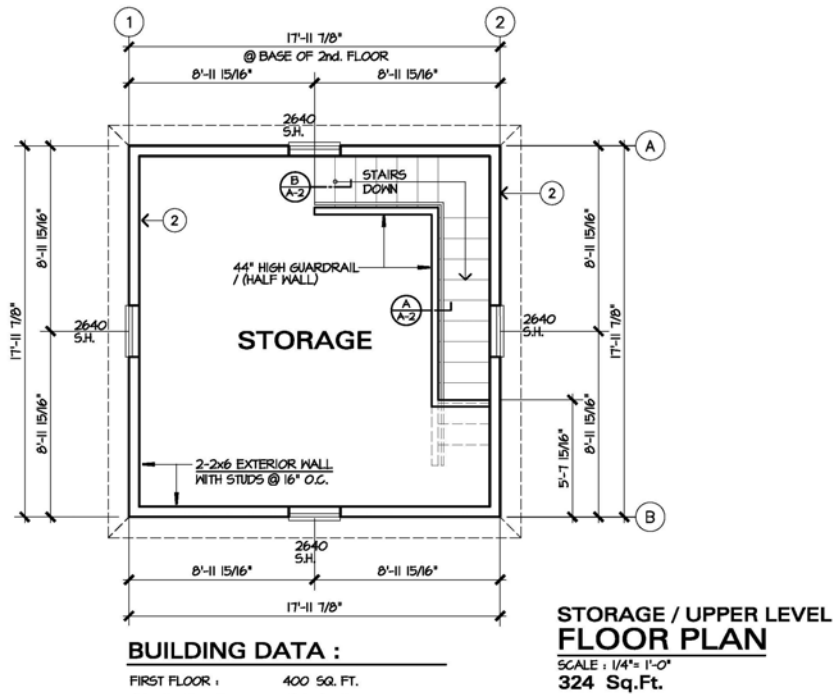 1
2
17'-11 7/8"
@ BASE OF 2nd. FLOOR
8'-11 15/16"
8'-11 15/16"
2640
S.H.
A
B
A-2
STAIRS
DOWN
2
2
8'-11 15/16"
8'-11 15/16"
44" HIGH GUARDRAIL
/ (HALF WALL)
A
A-2
2640
S.H.
2640
S.H.
STORAGE
17'-11 7/8"
17'-11 7/8"
8'-11 15/16"
8'-11 15/16"
5'-7 15/16"
2-2x6 EXTERIOR WALL
WITH STUDS @ 16" O.C.
B
2640
S.H.
8'-11 15/16"
8'-11 15/16"
17'-11 7/8"
STORAGE / UPPER LEVEL
FLOOR PLAN
SCALE : 1/4"= 1'-0"
324 Sq.Ft.
BUILDING DATA :
FIRST FLOOR : 400 SQ. FT.